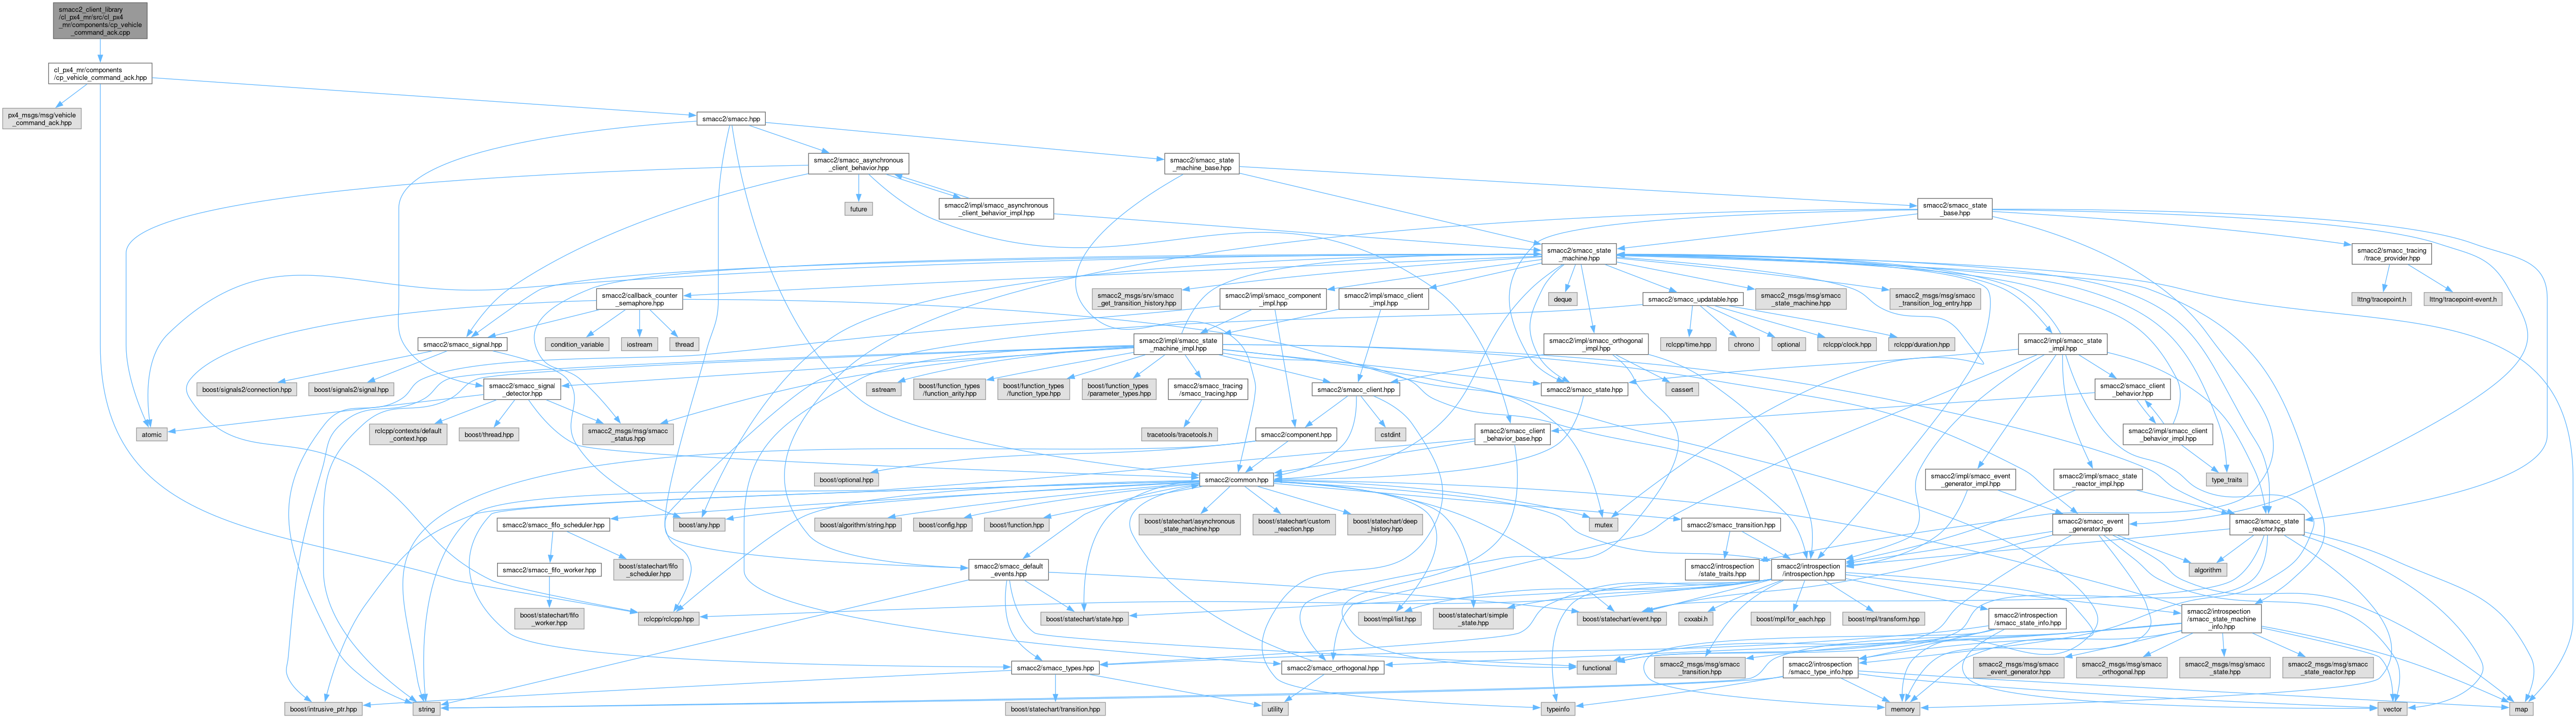 smacc2_client_library
/cl_px4_mr/src/cl_px4
_mr/components/cp_vehicle
_command_ack.cpp
cl_px4_mr/components
/cp_vehicle_command_ack.hpp
px4_msgs/msg/vehicle
_command_ack.hpp
smacc2/smacc.hpp
smacc2/smacc_asynchronous
_client_behavior.hpp
smacc2/smacc_state
_machine_base.hpp
future
smacc2/impl/smacc_asynchronous
_client_behavior_impl.hpp
smacc2/smacc_state
_base.hpp
smacc2/smacc_state
_machine.hpp
smacc2/smacc_tracing
/trace_provider.hpp
smacc2/callback_counter
_semaphore.hpp
smacc2_msgs/srv/smacc
_get_transition_history.hpp
smacc2/impl/smacc_component
_impl.hpp
smacc2/impl/smacc_client
_impl.hpp
deque
smacc2/smacc_updatable.hpp
smacc2_msgs/msg/smacc
_state_machine.hpp
smacc2_msgs/msg/smacc
_transition_log_entry.hpp
lttng/tracepoint.h
lttng/tracepoint-event.h
smacc2/smacc_signal.hpp
condition_variable
iostream
thread
smacc2/impl/smacc_state
_machine_impl.hpp
smacc2/impl/smacc_orthogonal
_impl.hpp
rclcpp/time.hpp
chrono
optional
rclcpp/clock.hpp
rclcpp/duration.hpp
smacc2/impl/smacc_state
_impl.hpp
boost/signals2/connection.hpp
boost/signals2/signal.hpp
smacc2/smacc_signal
_detector.hpp
sstream
boost/function_types
/function_arity.hpp
boost/function_types
/function_type.hpp
boost/function_types
/parameter_types.hpp
smacc2/smacc_tracing
/smacc_tracing.hpp
smacc2/smacc_client.hpp
smacc2/smacc_state.hpp
cassert
smacc2/smacc_client
_behavior.hpp
atomic
rclcpp/contexts/default
_context.hpp
boost/thread.hpp
smacc2_msgs/msg/smacc
_status.hpp
tracetools/tracetools.h
smacc2/component.hpp
cstdint
smacc2/smacc_client
_behavior_base.hpp
smacc2/impl/smacc_client
_behavior_impl.hpp
boost/optional.hpp
smacc2/common.hpp
smacc2/impl/smacc_event
_generator_impl.hpp
smacc2/impl/smacc_state
_reactor_impl.hpp
type_traits
smacc2/smacc_fifo_scheduler.hpp
boost/any.hpp
boost/algorithm/string.hpp
boost/config.hpp
boost/function.hpp
boost/statechart/asynchronous
_state_machine.hpp
boost/statechart/custom
_reaction.hpp
boost/statechart/deep
_history.hpp
mutex
smacc2/smacc_transition.hpp
smacc2/smacc_event
_generator.hpp
smacc2/smacc_state
_reactor.hpp
smacc2/smacc_fifo_worker.hpp
boost/statechart/fifo
_scheduler.hpp
smacc2/smacc_default
_events.hpp
smacc2/introspection
/state_traits.hpp
smacc2/introspection
/introspection.hpp
algorithm
boost/statechart/fifo
_worker.hpp
rclcpp/rclcpp.hpp
boost/statechart/state.hpp
boost/mpl/list.hpp
boost/statechart/simple
_state.hpp
boost/statechart/event.hpp
cxxabi.h
boost/mpl/for_each.hpp
boost/mpl/transform.hpp
smacc2/introspection
/smacc_state_info.hpp
smacc2/introspection
/smacc_state_machine
_info.hpp
smacc2/smacc_types.hpp
smacc2/smacc_orthogonal.hpp
functional
smacc2_msgs/msg/smacc
_transition.hpp
smacc2/introspection
/smacc_type_info.hpp
smacc2_msgs/msg/smacc
_event_generator.hpp
smacc2_msgs/msg/smacc
_orthogonal.hpp
smacc2_msgs/msg/smacc
_state.hpp
smacc2_msgs/msg/smacc
_state_reactor.hpp
boost/intrusive_ptr.hpp
string
boost/statechart/transition.hpp
utility
typeinfo
memory
vector
map